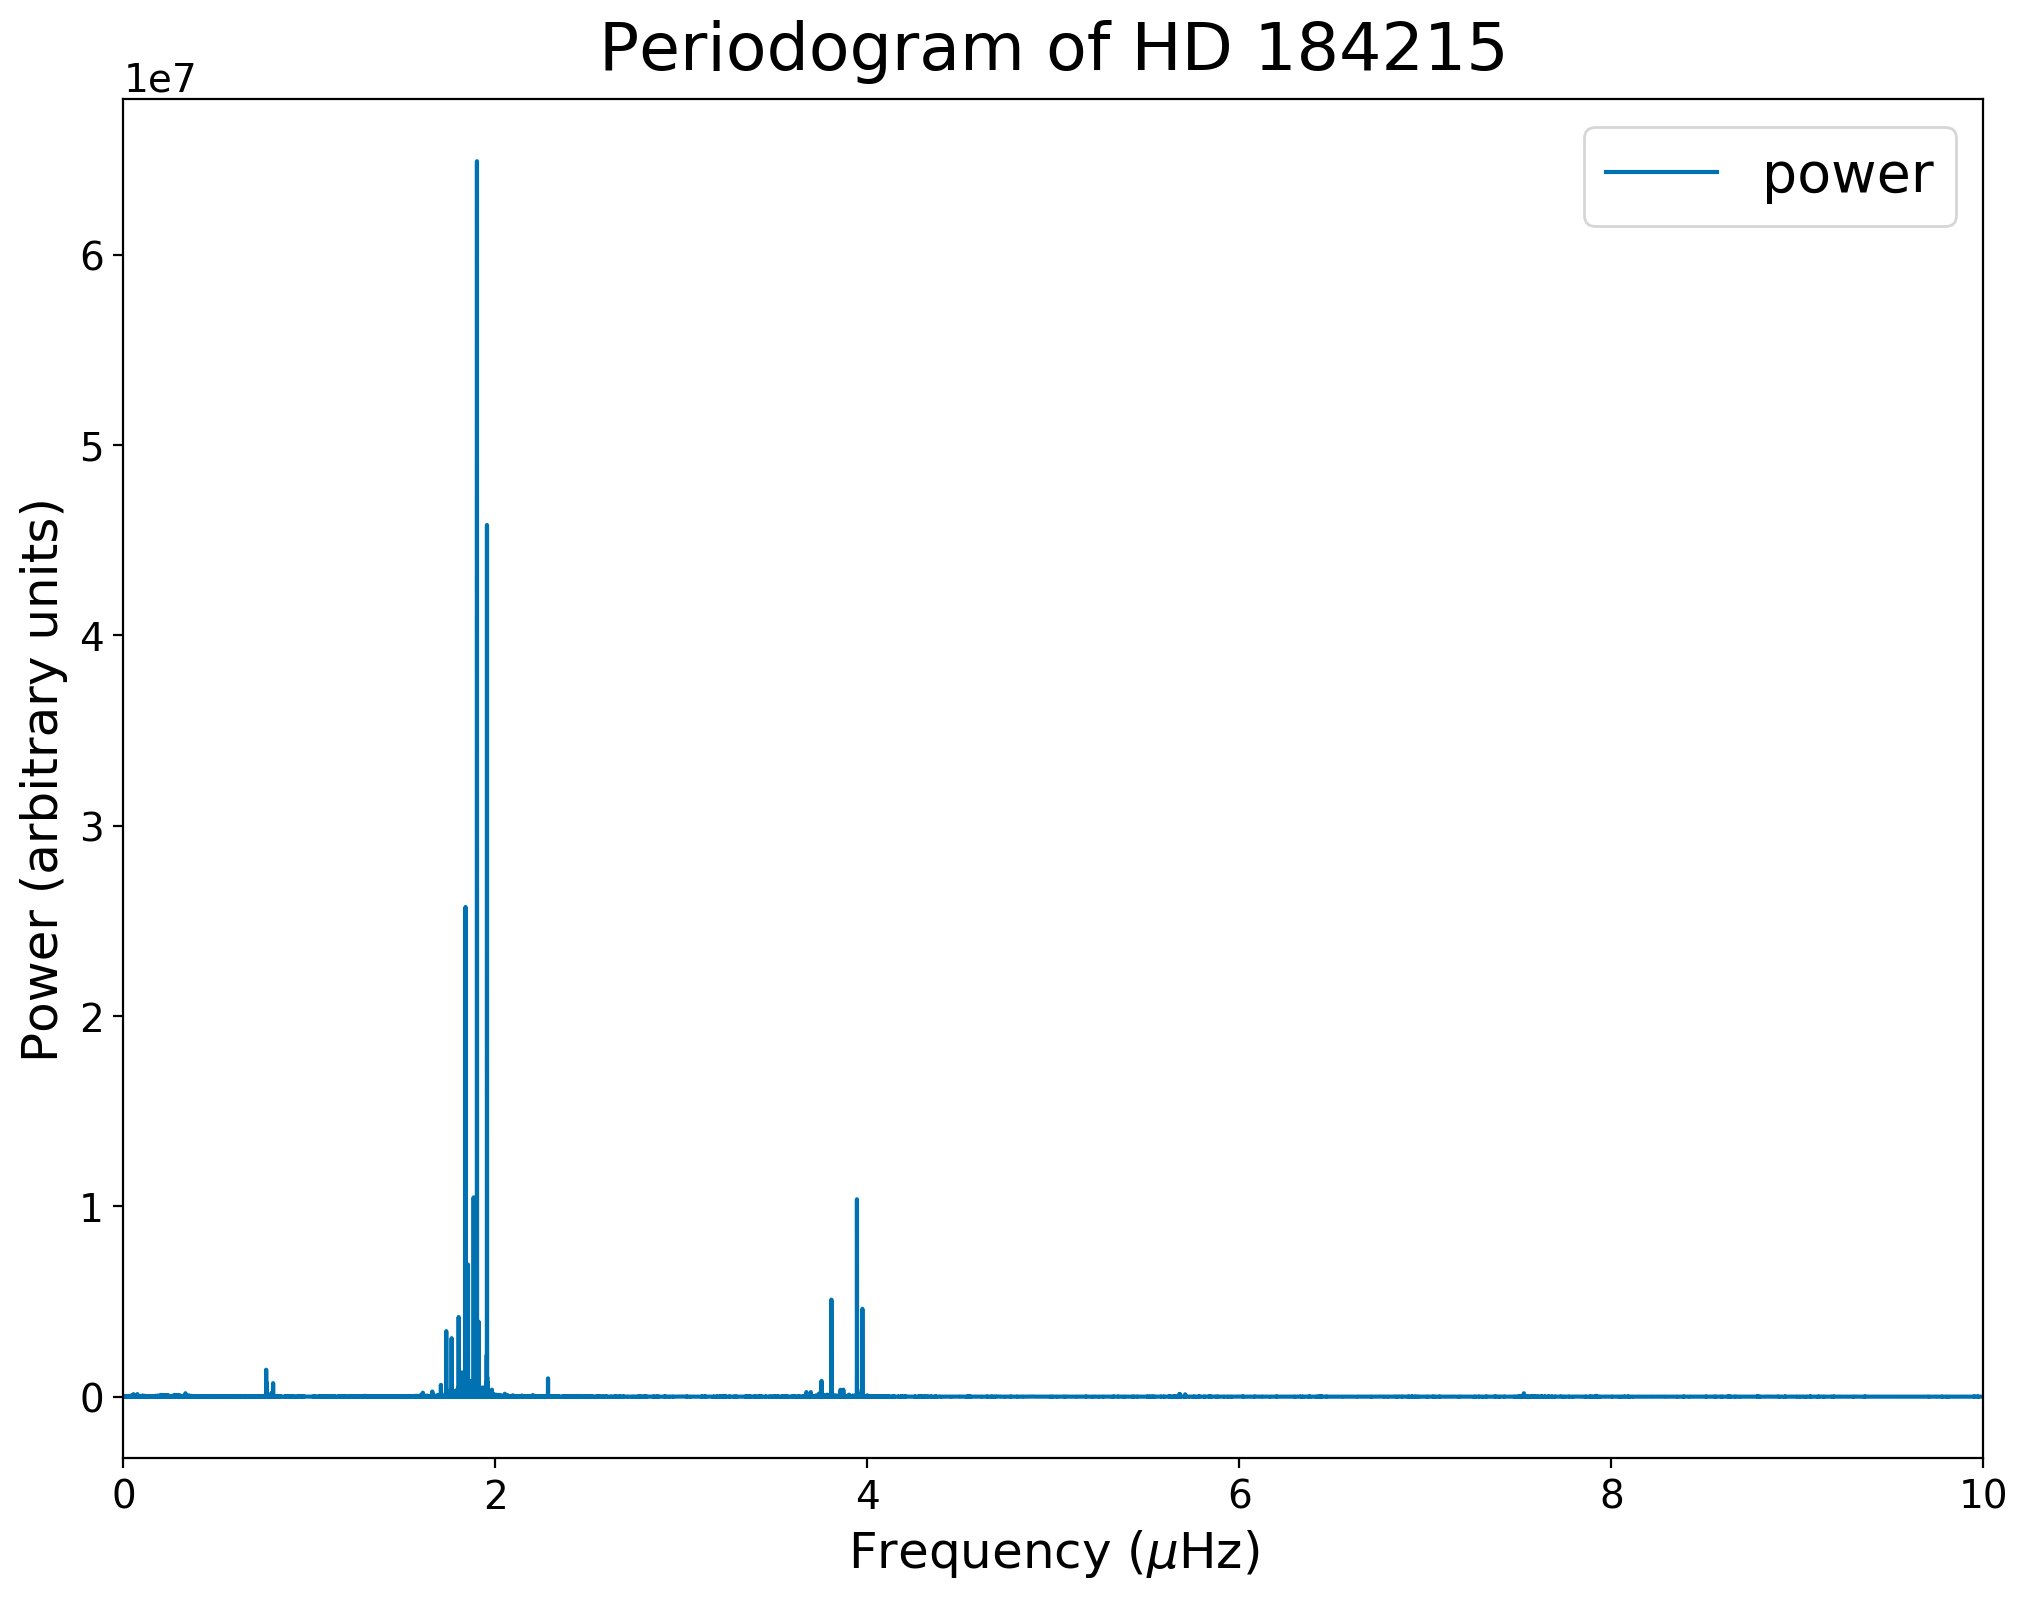 Periodogram of HD 184215
1e7
power
6
5
4
3
2
1
0
Power (arbitrary units)
0 2 4 6 8 10
Frequency (μHz)